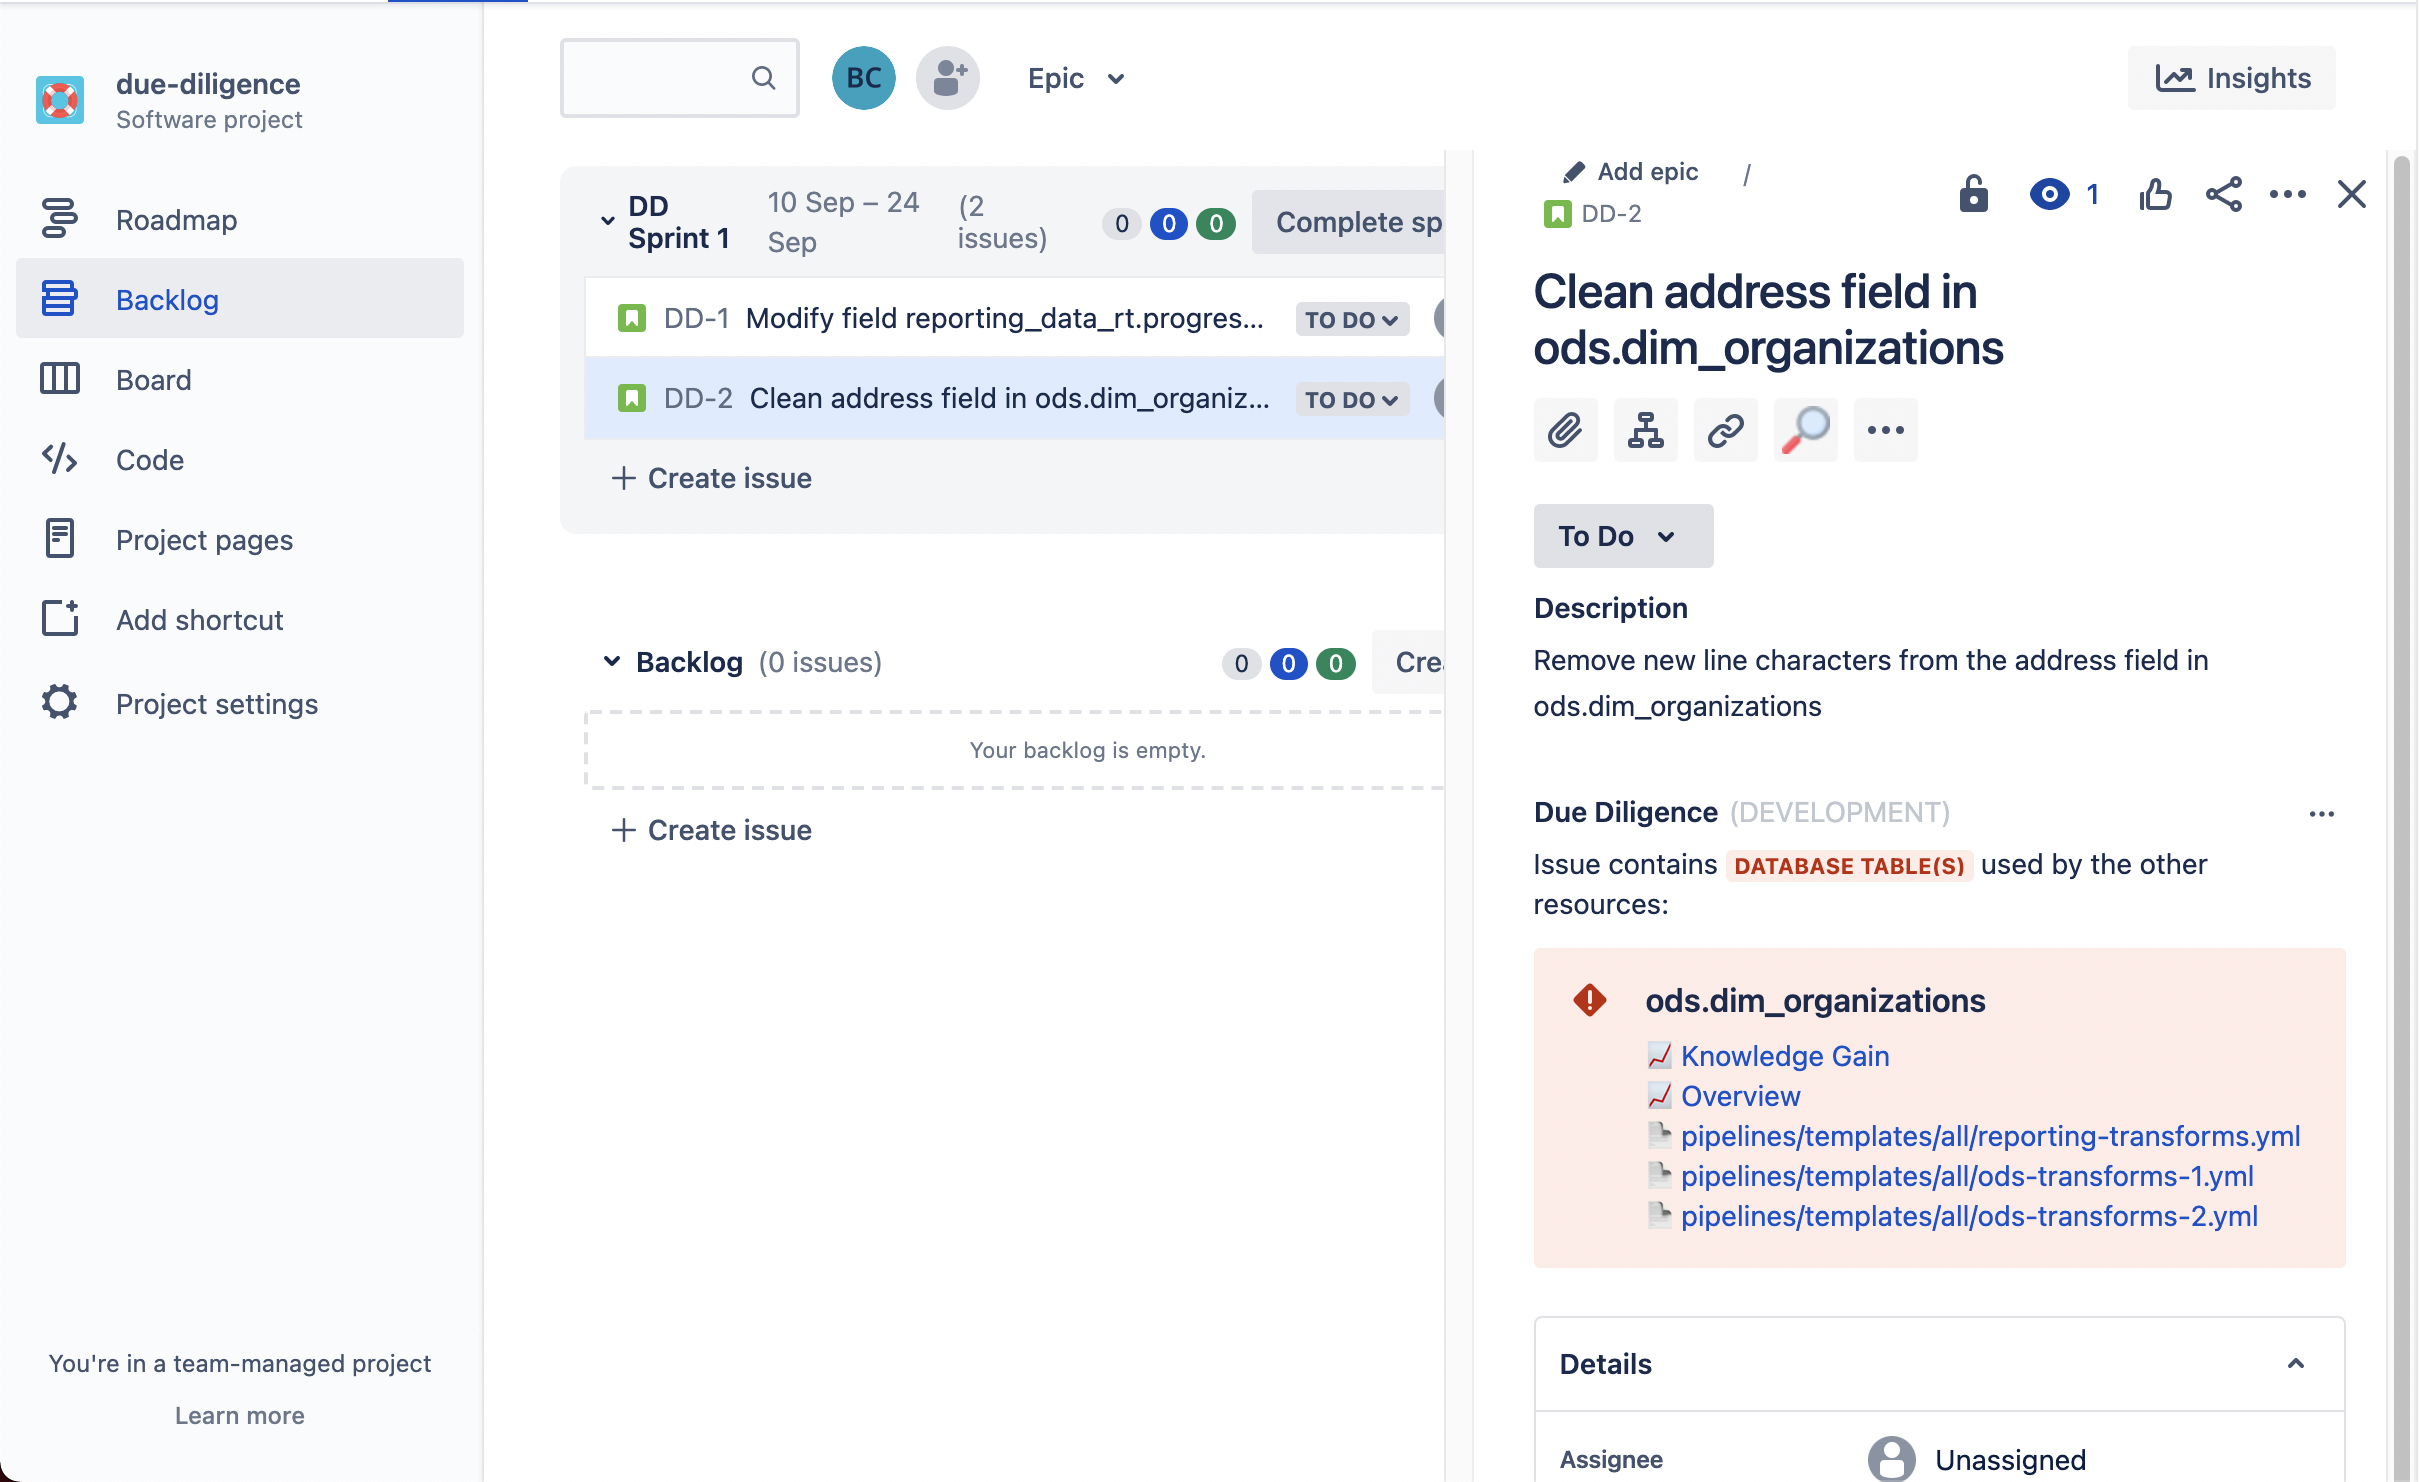 due-diligence
Software project
Roadmap
Backlog
Board
Code
Project pages
Add shortcut
Project settings
You're in a team-managed project
Learn more
BC
Epic
Insights
DD
Sprint 1
10 Sep – 24
Sep
(2
issues)
0 0 0
Complete sp
DD-1 Modify field reporting_data_rt.progres... TO DO
DD-2 Clean address field in ods.dim_organiz... TO DO
+ Create issue
Backlog (0 issues) 0 0 0 Crea
Your backlog is empty.
+ Create issue
Add epic /
DD-2
1
Clean address field in
ods.dim_organizations
To Do
Description
Remove new line characters from the address field in
ods.dim_organizations
Due Diligence (DEVELOPMENT)
Issue contains DATABASE TABLE(S) used by the other
resources:
ods.dim_organizations
Knowledge Gain
Overview
pipelines/templates/all/reporting-transforms.yml
pipelines/templates/all/ods-transforms-1.yml
pipelines/templates/all/ods-transforms-2.yml
Details
Assignee Unassigned